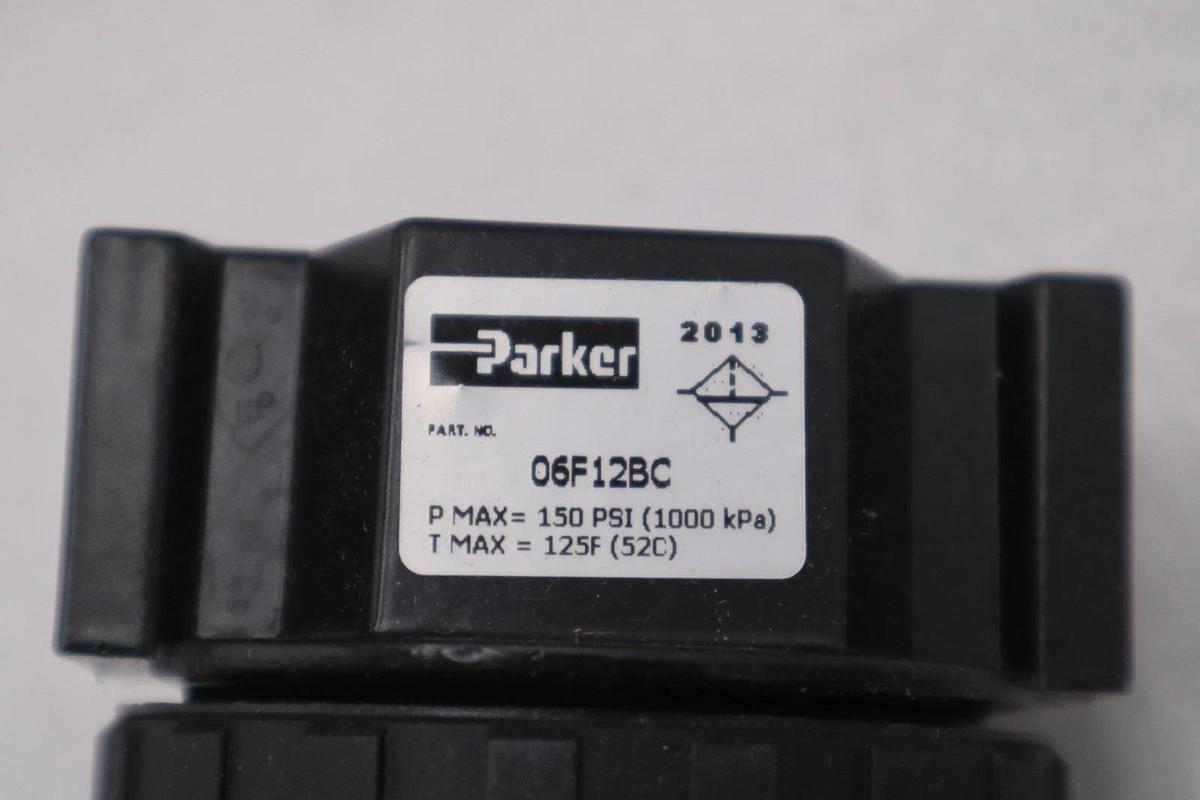 Parker
2013
PART. NO.
06F12BC
P MAX= 150 PSI (1000 kPa)
T MAX = 125F (52C)